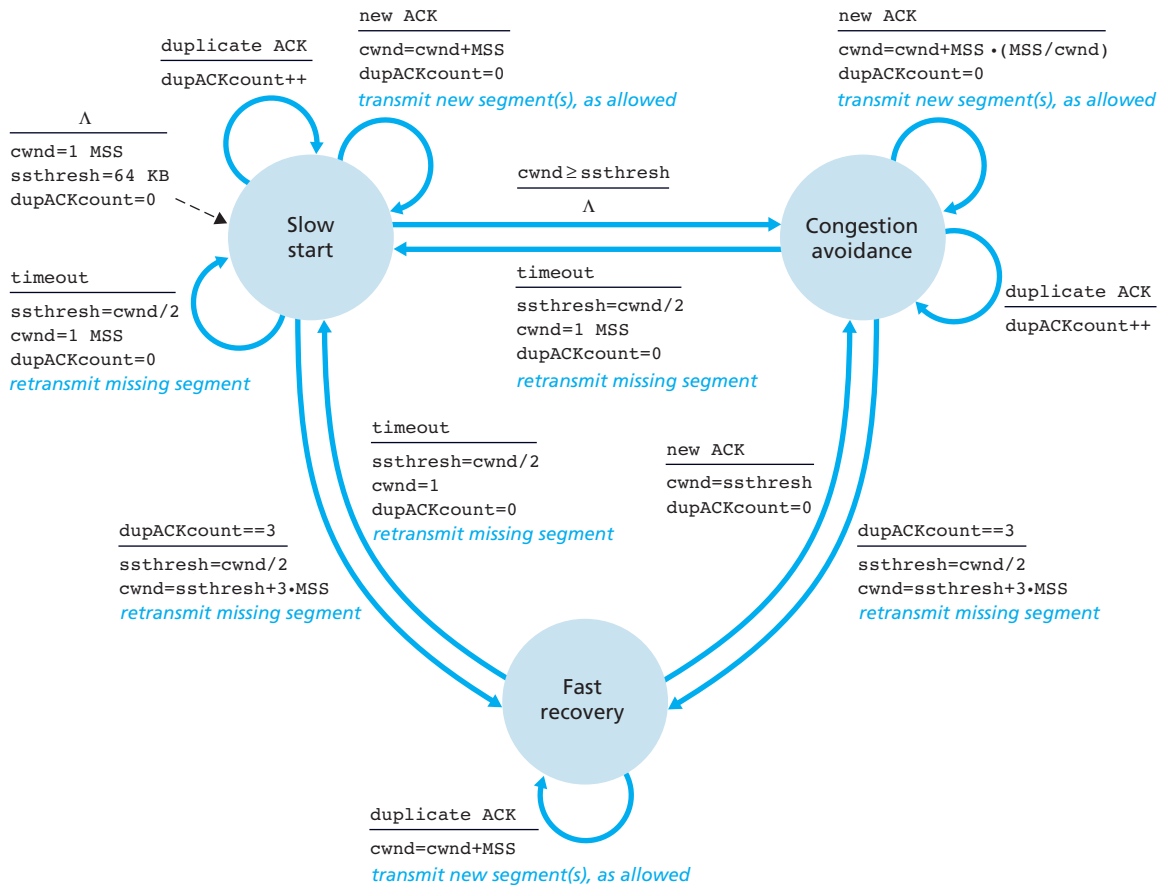 new ACK
cwnd=cwnd+MSS
dupACKcount=0
transmit new segment(s), as allowed
new ACK
cwnd=cwnd+MSS •(MSS/cwnd)
dupACKcount=0
transmit new segment(s), as allowed
duplicate ACK
dupACKcount++
Λ
cwnd=1 MSS
ssthresh=64 KB
dupACKcount=0
cwnd≥ssthresh
Λ
Slow
start
Congestion
avoidance
timeout
ssthresh=cwnd/2
cwnd=1 MSS
dupACKcount=0
retransmit missing segment
timeout
ssthresh=cwnd/2
cwnd=1 MSS
dupACKcount=0
retransmit missing segment
duplicate ACK
dupACKcount++
timeout
ssthresh=cwnd/2
cwnd=1
dupACKcount=0
retransmit missing segment
new ACK
cwnd=ssthresh
dupACKcount=0
dupACKcount==3
ssthresh=cwnd/2
cwnd=ssthresh+3•MSS
retransmit missing segment
dupACKcount==3
ssthresh=cwnd/2
cwnd=ssthresh+3•MSS
retransmit missing segment
Fast
recovery
duplicate ACK
cwnd=cwnd+MSS
transmit new segment(s), as allowed